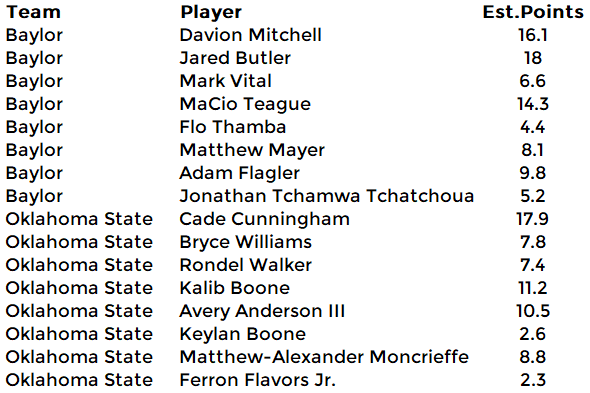 Team Player Est.Points
Baylor Davion Mitchell 16.1
Baylor Jared Butler 18
Baylor Mark Vital 6.6
Baylor MaCio Teague 14.3
Baylor Flo Thamba 4.4
Baylor Matthew Mayer 8.1
Baylor Adam Flagler 9.8
Baylor Jonathan Tchamwa Tchatchoua 5.2
Oklahoma State Cade Cunningham 17.9
Oklahoma State Bryce Williams 7.8
Oklahoma State Rondel Walker 7.4
Oklahoma State Kalib Boone 11.2
Oklahoma State Avery Anderson III 10.5
Oklahoma State Keylan Boone 2.6
Oklahoma State Matthew-Alexander Moncrieffe 8.8
Oklahoma State Ferron Flavors Jr. 2.3